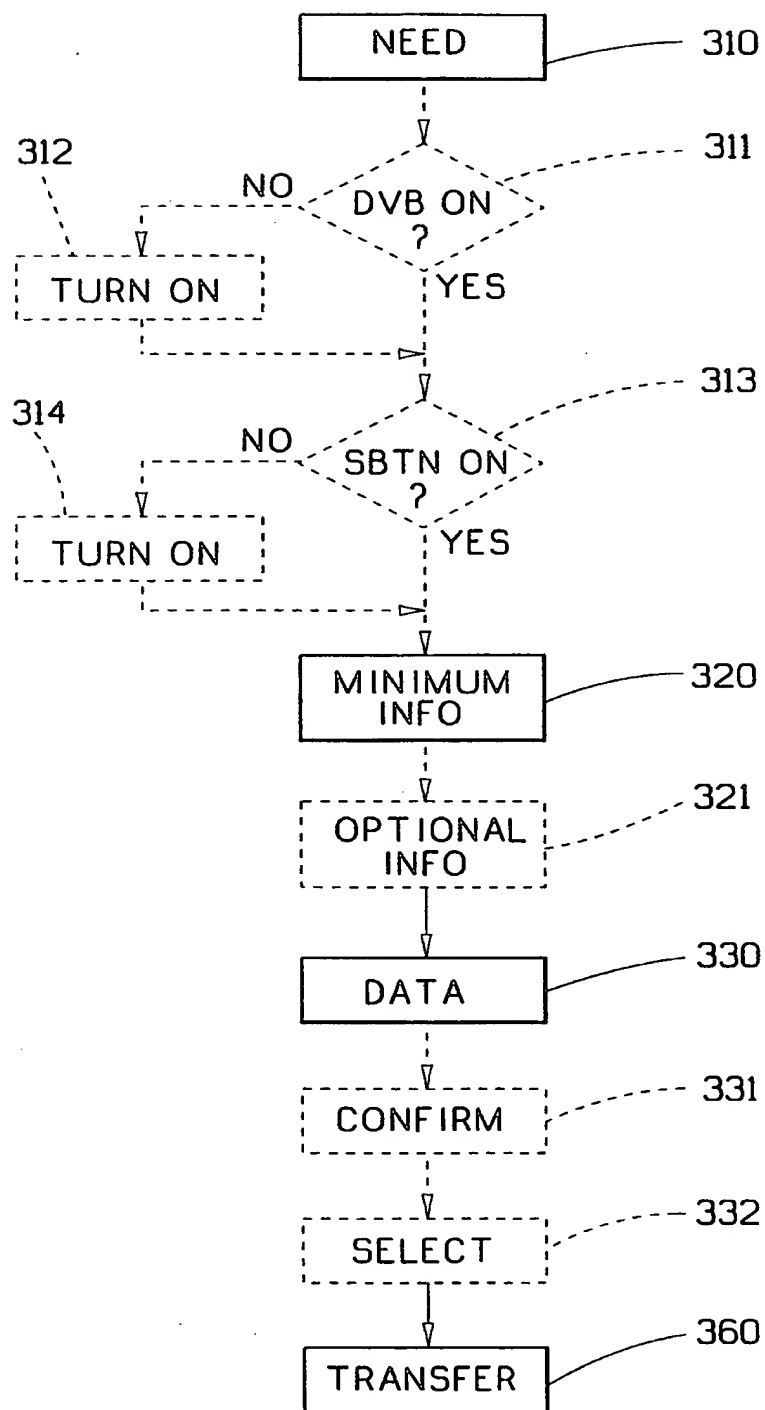 NEED
310
311
312
NO
DVB ON
?
TURN ON
YES
313
314
NO
SBTN ON
?
TURN ON
YES
MINIMUM
INFO
320
OPTIONAL
INFO
321
DATA
330
CONFIRM
331
SELECT
332
TRANSFER
360